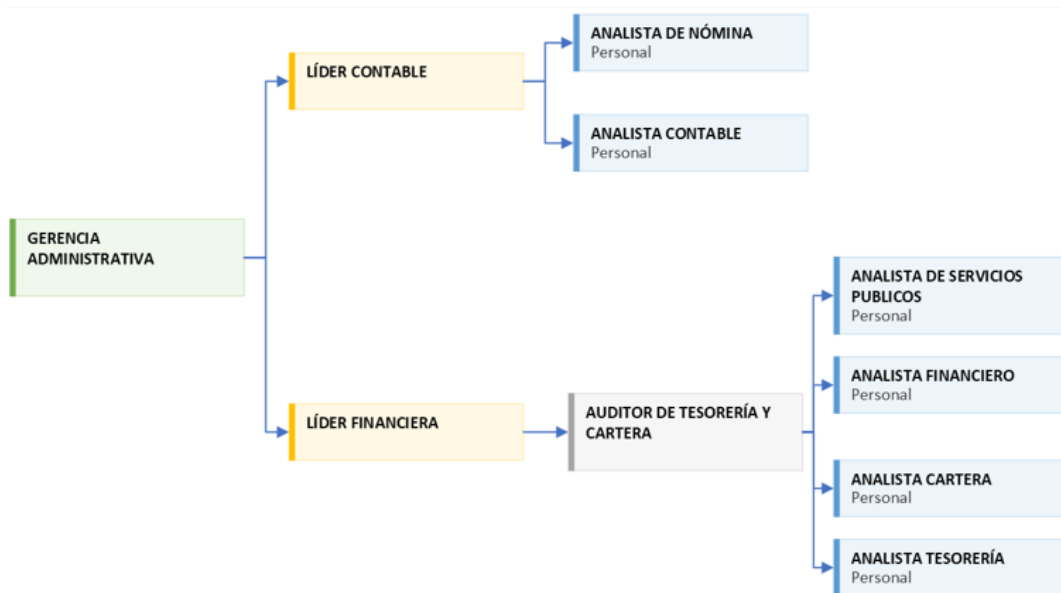 ANALISTA DE NÓMINA
Personal
LÍDER CONTABLE
ANALISTA CONTABLE
Personal
GERENCIA
ADMINISTRATIVA
ANALISTA DE SERVICIOS
PUBLICOS
Personal
ANALISTA FINANCIERO
Personal
LÍDER FINANCIERA
AUDITOR DE TESORERÍA Y
CARTERA
ANALISTA CARTERA
Personal
ANALISTA TESORERÍA
Personal